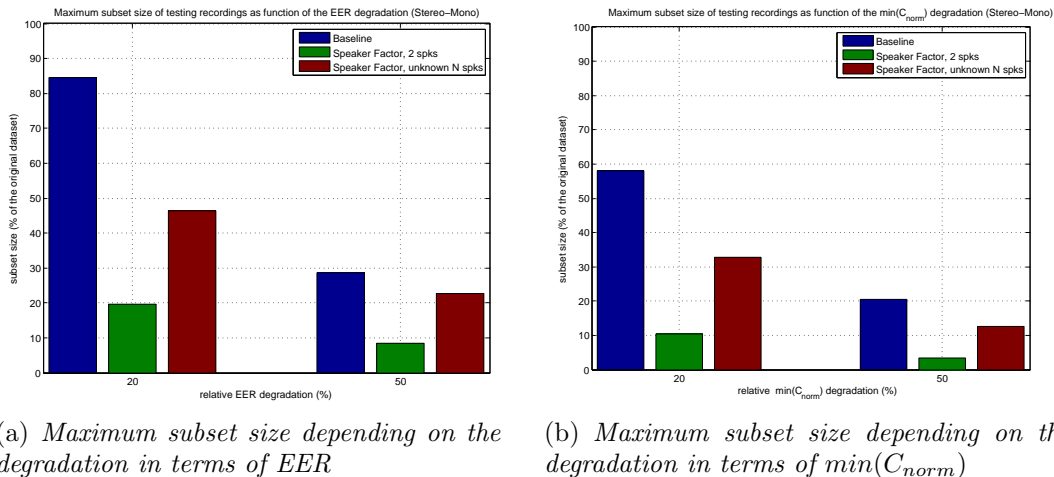 Maximum subset size of testing recordings as function of the EER degradation (Stereo−Mono)
100
90
80
70
60
50
40
30
20
10
0
subset size (% of the original dataset)
Baseline
Speaker Factor, 2 spks
Speaker Factor, unknown N spks
20
50
relative EER degradation (%)
Maximum subset size of testing recordings as function of the min(C_norm) degradation (Stereo−Mono)
100
90
80
70
60
50
40
30
20
10
0
subset size (% of the original dataset)
Baseline
Speaker Factor, 2 spks
Speaker Factor, unknown N spks
20
50
relative min(C_norm) degradation (%)
(a) Maximum subset size depending on the
degradation in terms of EER
(b) Maximum subset size depending on th
degradation in terms of min(C_norm)